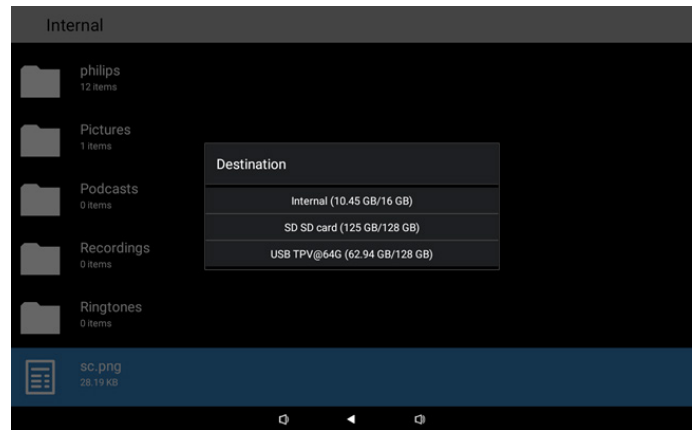 Internal
philips
12 items
Pictures
1 items
Podcasts
0 items
Recordings
0 items
Ringtones
0 items
sc.png
28.19 KB
Destination
Internal (10.45 GB/16 GB)
SD SD card (125 GB/128 GB)
USB TPV@64G (62.94 GB/128 GB)